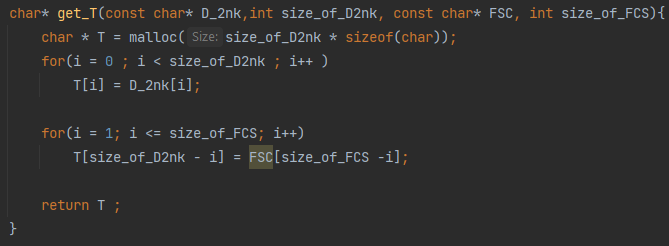 char* get_T(const char* D_2nk,int size_of_D2nk, const char* FSC, int size_of_FCS){
char * T = malloc( Size: size_of_D2nk * sizeof(char));
for(i = 0 ; i < size_of_D2nk ; i++ )
T[i] = D_2nk[i];
for(i = 1; i <= size_of_FCS; i++)
T[size_of_D2nk - i] = FSC[size_of_FCS -i];
return T ;
}